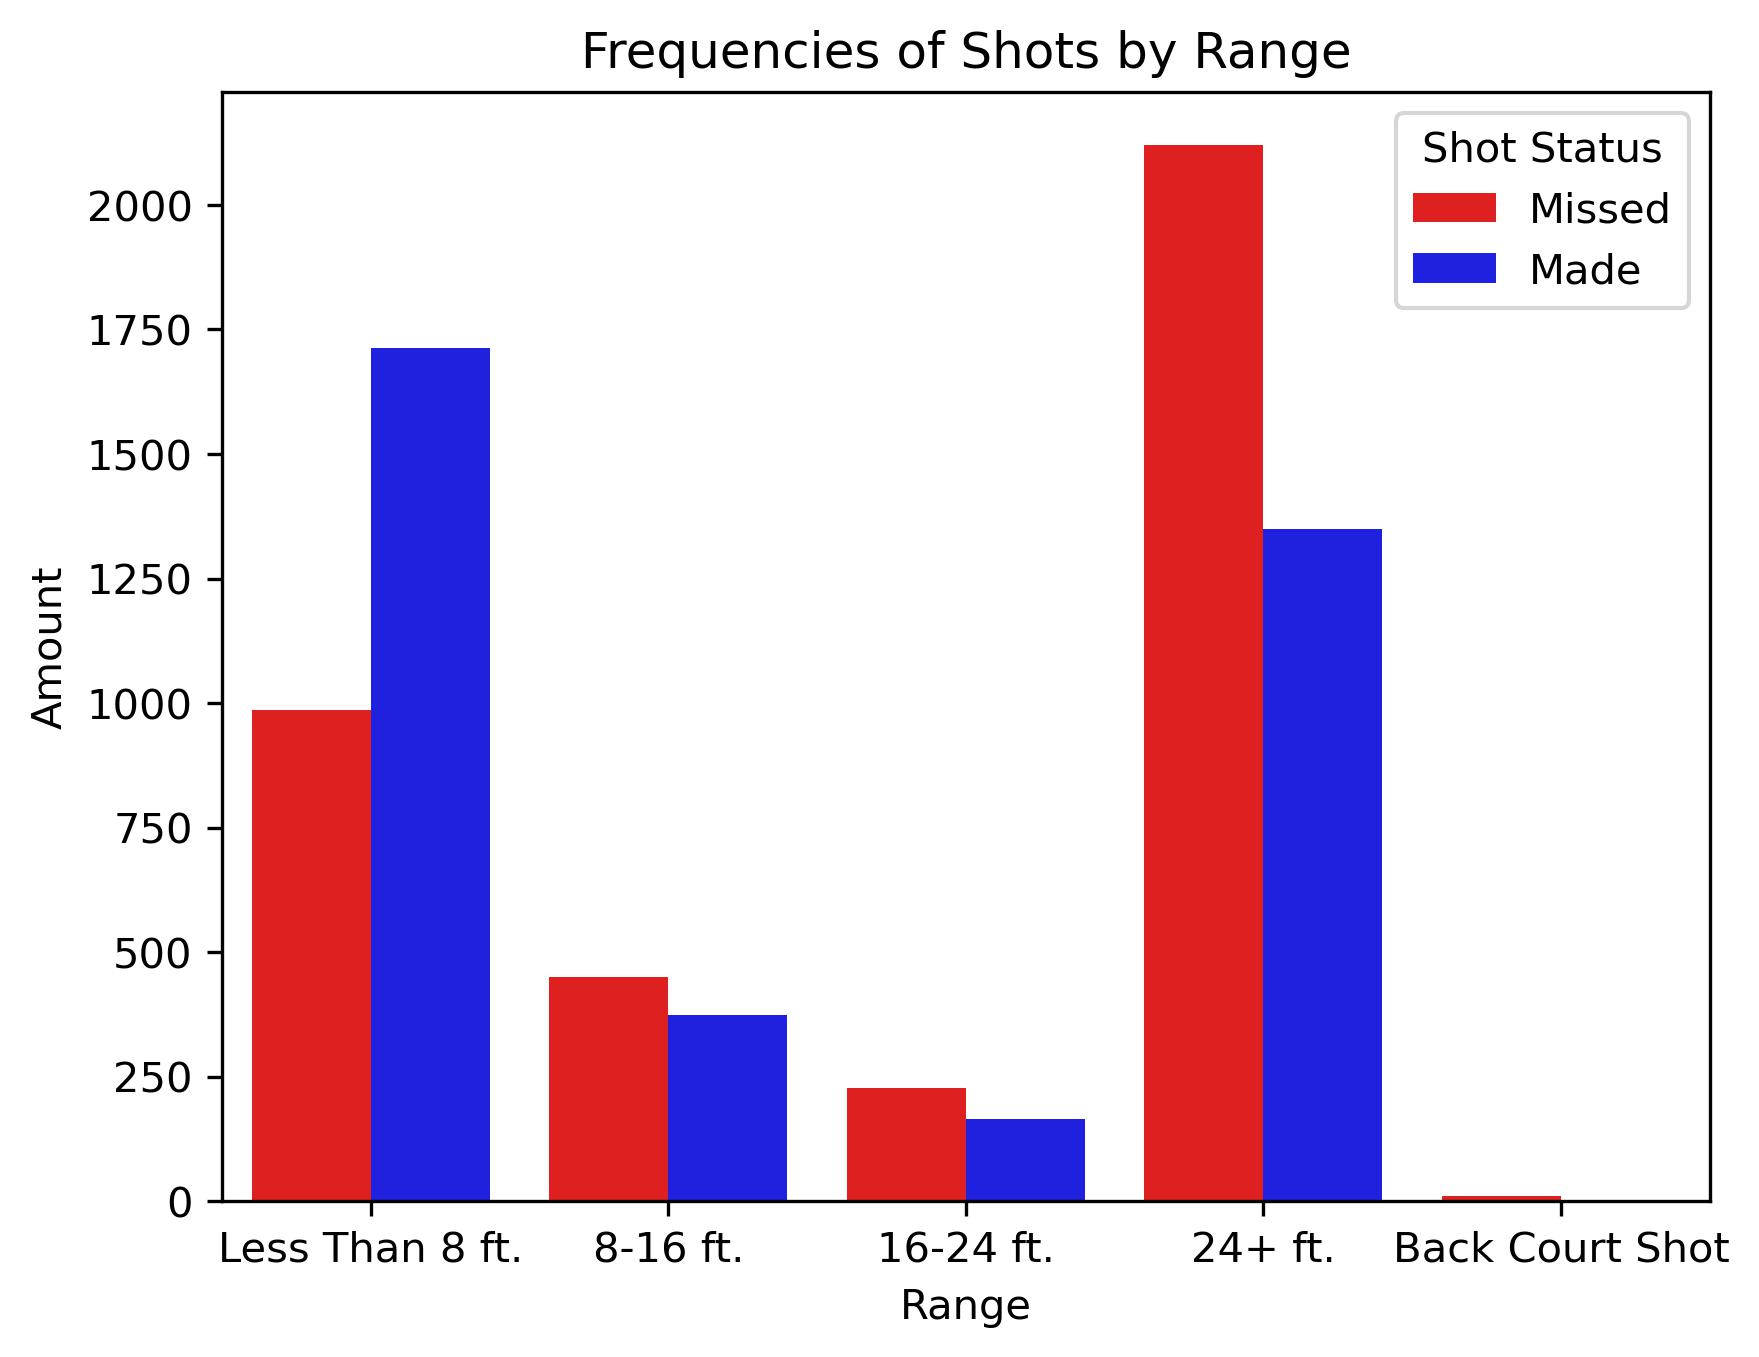 Frequencies of Shots by Range
Shot Status
Missed
Made
Amount
2000
1750
1500
1250
1000
750
500
250
0
Less Than 8 ft.
8-16 ft.
16-24 ft.
24+ ft.
Back Court Shot
Range